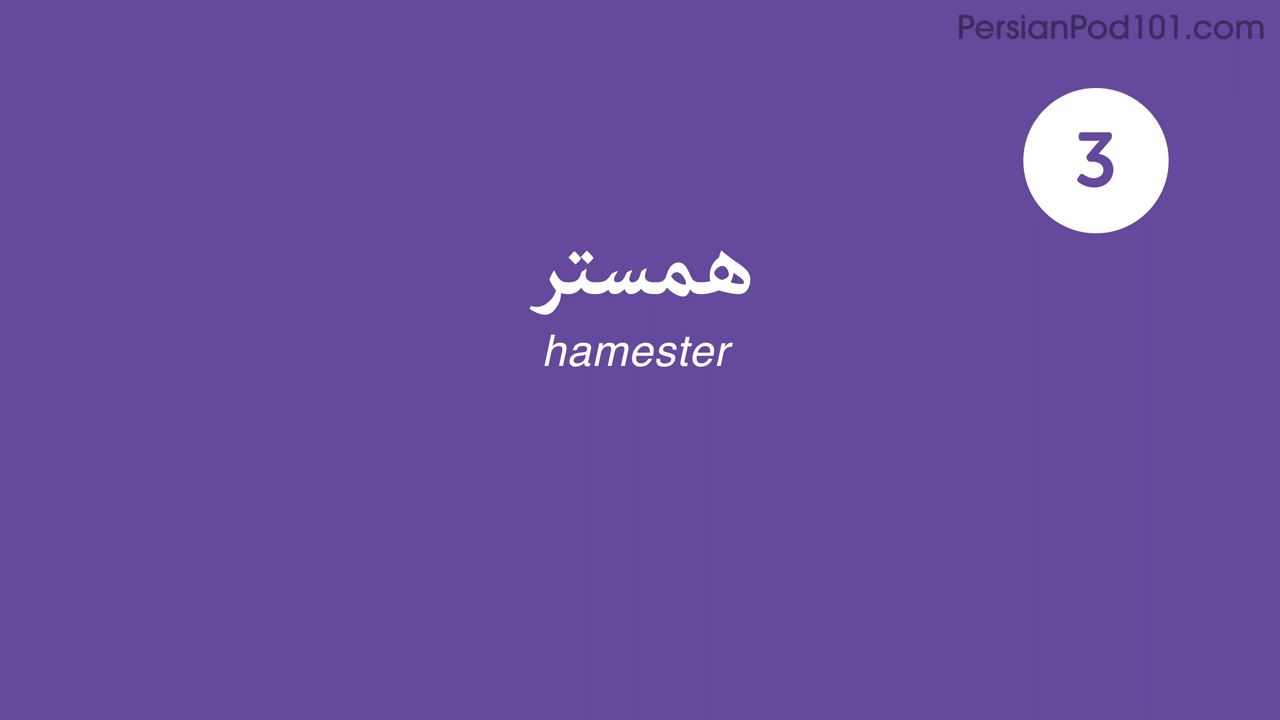 PersianPod101.com
3
همستر
hamester